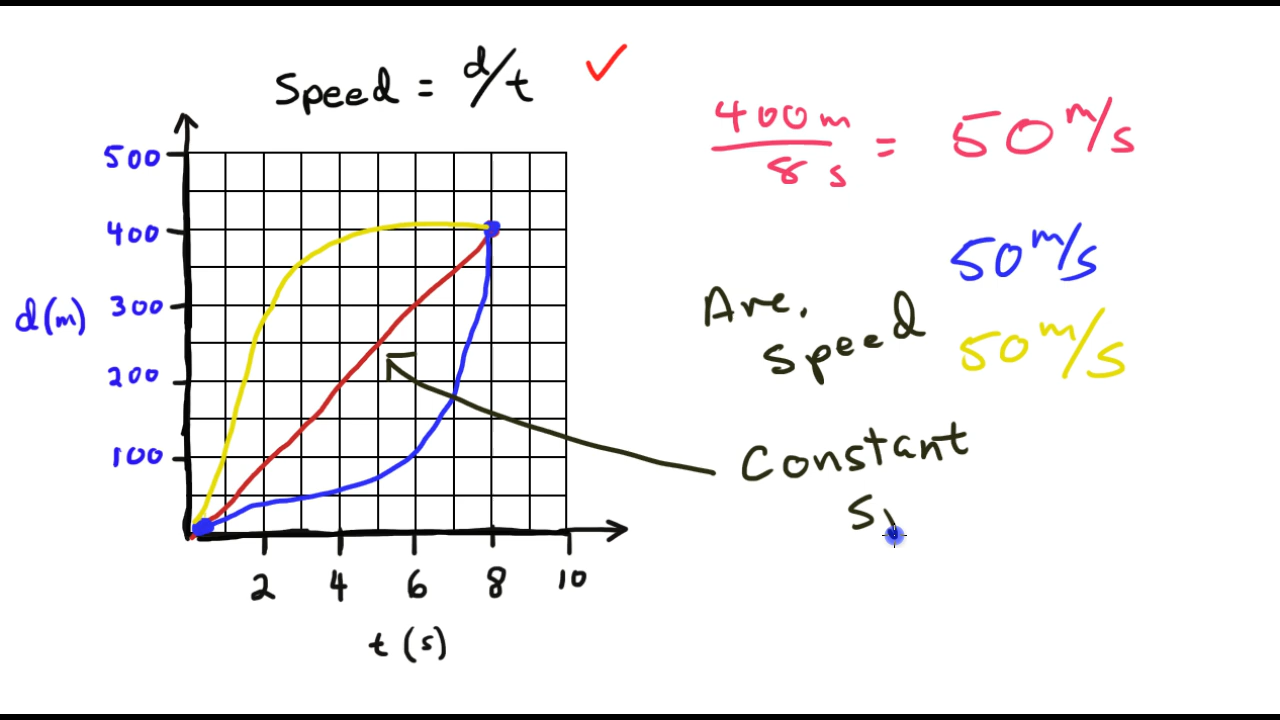 Speed = d/t ✓
400m/8s = 50 m/s
50 m/s
Ave. speed
50 m/s
Constant
s
d(m)
500
400
300
200
100
2 4 6 8 10
t (s)